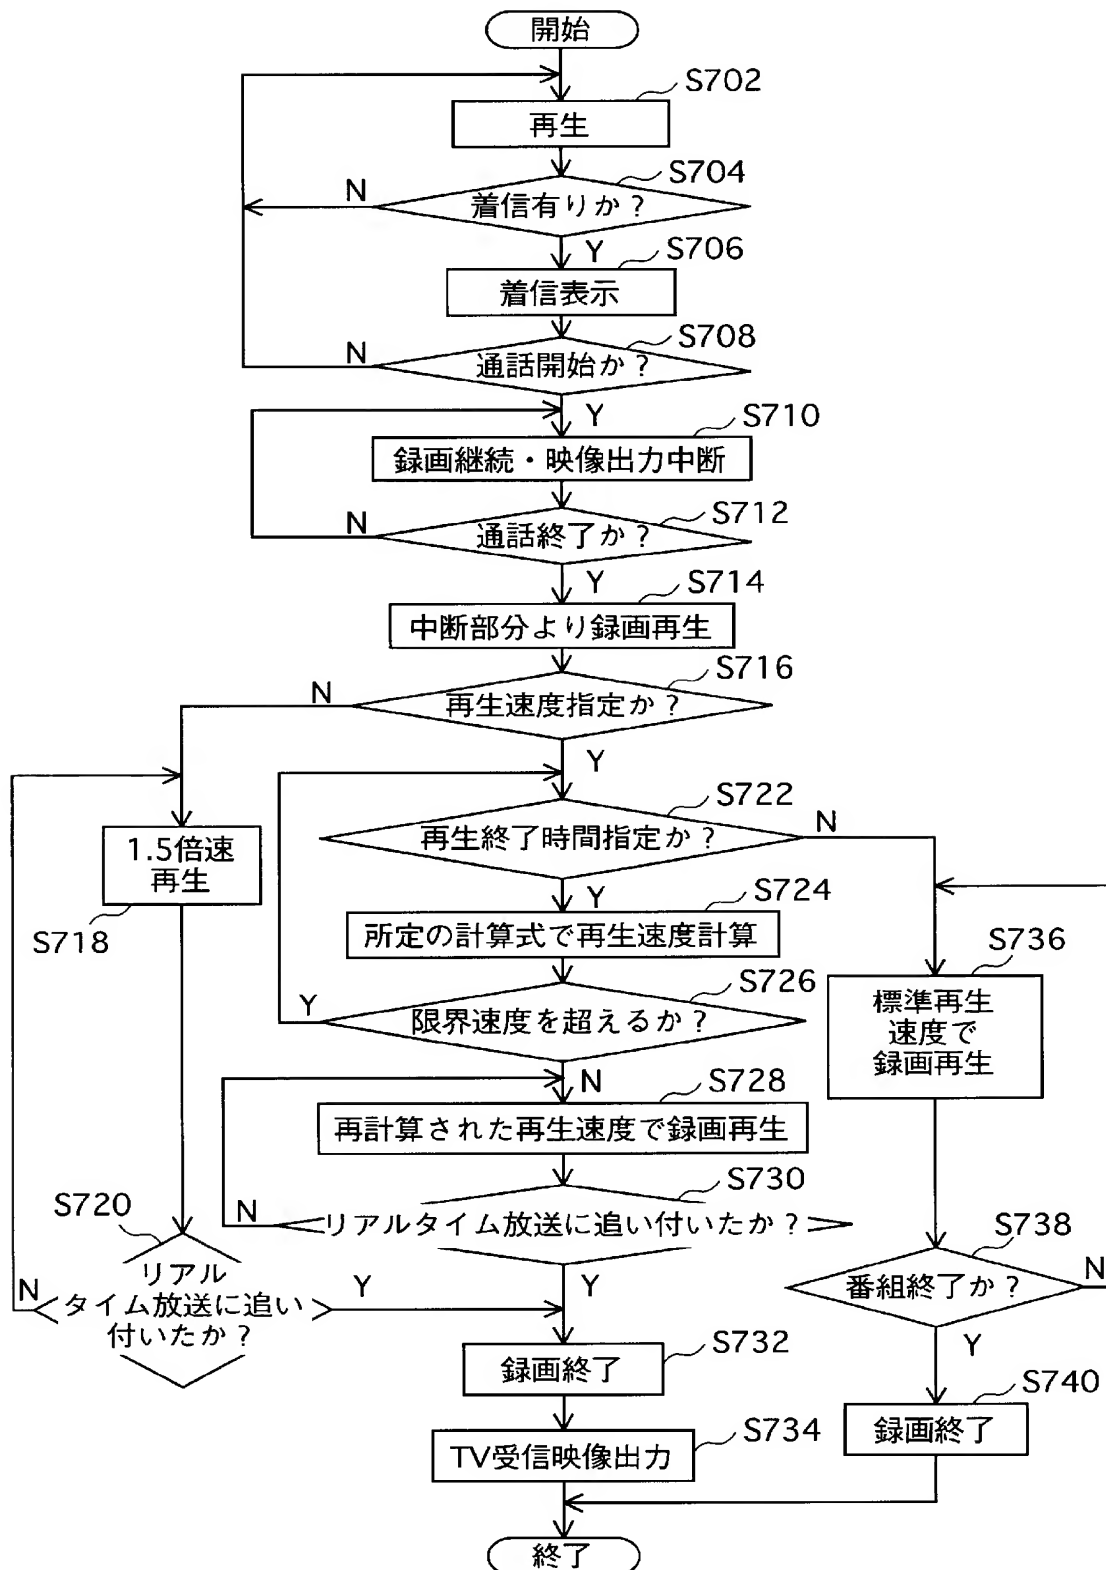 開始
S702
再生
S704
着信有りか？
N
Y
S706
着信表示
S708
通話開始か？
N
Y
S710
録画継続・映像出力中断
S712
通話終了か？
N
Y
S714
中断部分より録画再生
S716
再生速度指定か？
N
Y
1.5倍速
再生
S718
S720
リアル
タイム放送に追い
付いたか？
N
Y
S722
再生終了時間指定か？
N
Y
S724
所定の計算式で再生速度計算
S726
限界速度を超えるか？
Y
N
S728
再計算された再生速度で録画再生
S730
リアルタイム放送に追い付いたか？
N
Y
S732
録画終了
S734
TV受信映像出力
S736
標準再生
速度で
録画再生
S738
番組終了か？
N
Y
S740
録画終了
終了